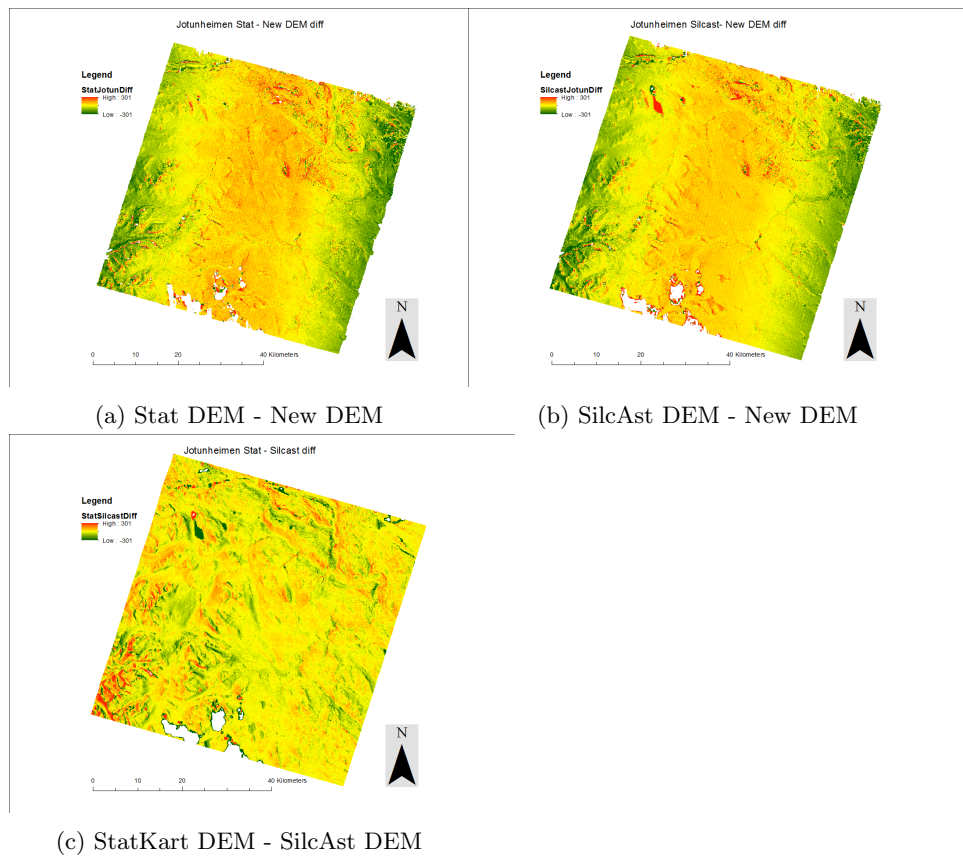 Jotunheimen Stat - New DEM diff
Legend
StatJotunDiff
High : 301
Low : -301
N
0 10 20 40 Kilometers
(a) Stat DEM - New DEM
Jotunheimen Silcast- New DEM diff
Legend
SilcastJotunDiff
High : 301
Low : -301
N
0 10 20 40 Kilometers
(b) SilcAst DEM - New DEM
Jotunheimen Stat - Silcast diff
Legend
StatSilcastDiff
High : 301
Low : -301
N
0 10 20 40 Kilometers
(c) StatKart DEM - SilcAst DEM